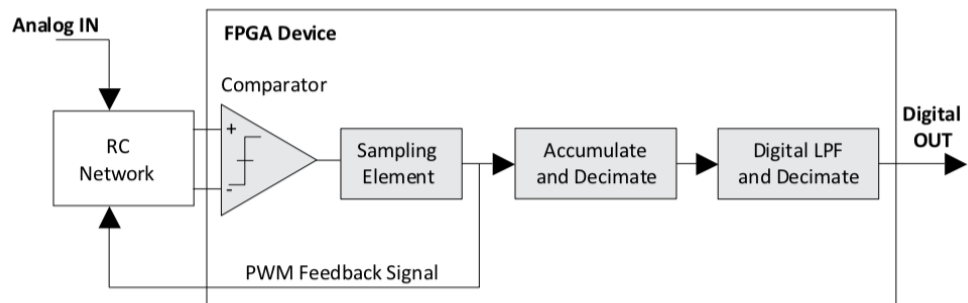 Analog IN
FPGA Device
Comparator
+
-
RC
Network
Sampling
Element
Accumulate
and Decimate
Digital LPF
and Decimate
Digital
OUT
PWM Feedback Signal